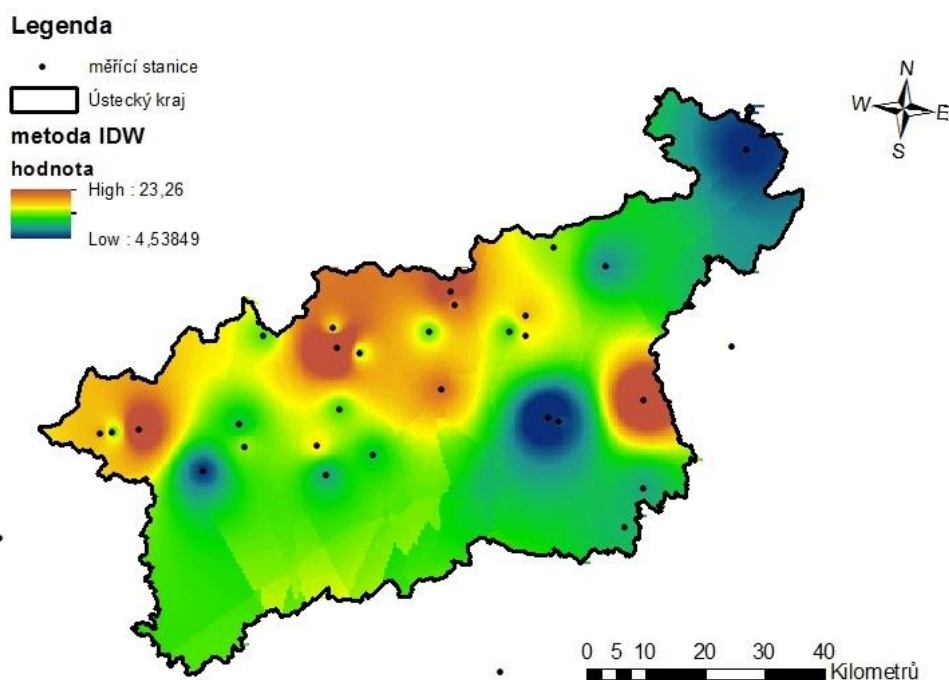 Legenda
měřící stanice
Ústecký kraj
metoda IDW
hodnota
High : 23,26
Low : 4,53849
N
W E
S
0 5 10 20 30 40
Kilometrů